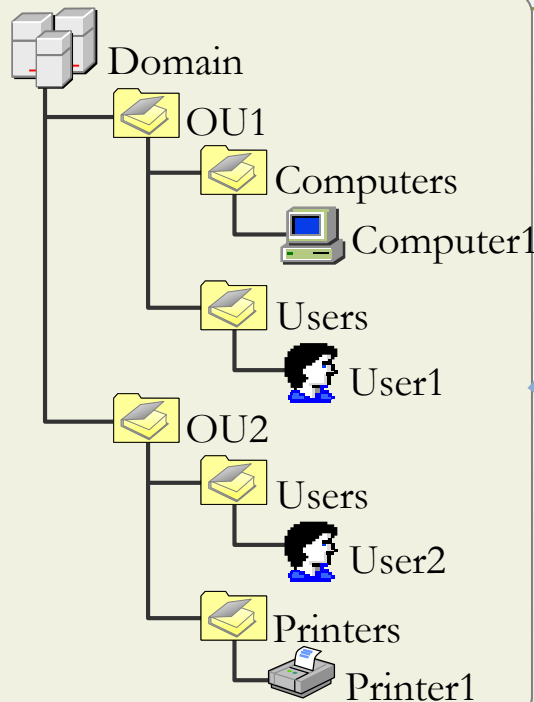 Domain
OU1
Computers
Computer1
Users
User1
OU2
Users
User2
Printers
Printer1